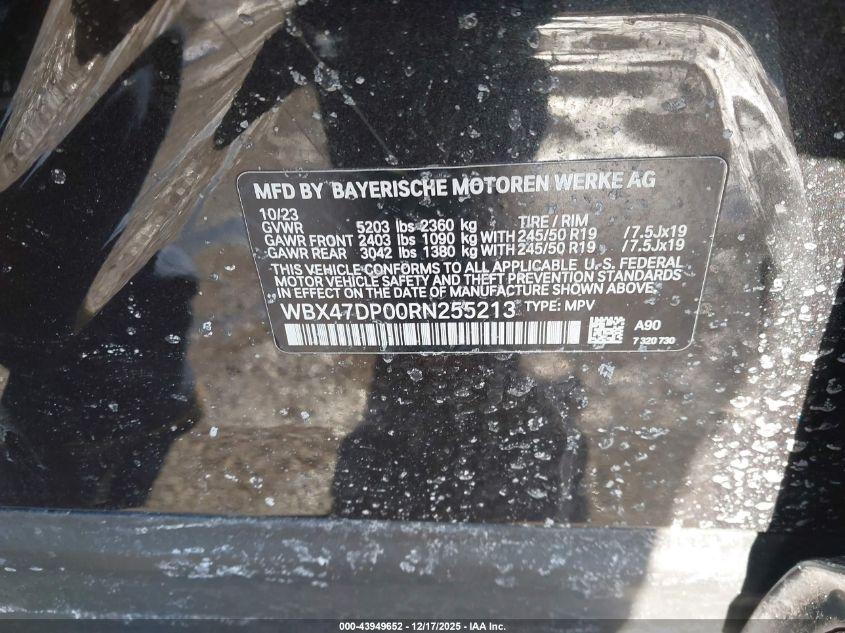 MFD BY BAYERISCHE MOTOREN WERKE AG
10/23 TIRE / RIM
GVWR 5203 lbs 2360 kg
GAWR FRONT 2403 lbs 1090 kg WITH 245/50 R19 / 7.5Jx19
GAWR REAR 3042 lbs 1380 kg WITH 245/50 R19 / 7.5Jx19
THIS VEHICLE CONFORMS TO ALL APPLICABLE U. S. FEDERAL
MOTOR VEHICLE SAFETY AND THEFT PREVENTION STANDARDS
IN EFFECT ON THE DATE OF MANUFACTURE SHOWN ABOVE.
WBX47DP00RN255213 TYPE: MPV
A90
7 320 730
000-43949652 — 12/17/2025 — IAA Inc.